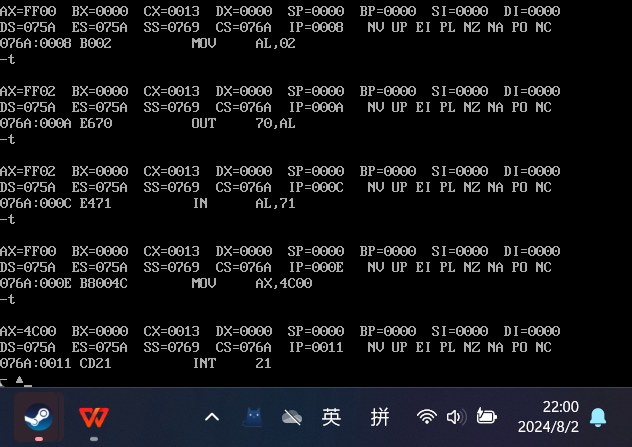 AX=FF00 BX=0000 CX=0013 DX=0000 SP=0000 BP=0000 SI=0000 DI=0000
DS=075A ES=075A SS=0769 CS=076A IP=0008 NV UP EI PL NZ NA PO NC
076A:0008 B002 MOV AL,02
-t
AX=FF02 BX=0000 CX=0013 DX=0000 SP=0000 BP=0000 SI=0000 DI=0000
DS=075A ES=075A SS=0769 CS=076A IP=000A NV UP EI PL NZ NA PO NC
076A:000A E670 OUT 70,AL
-t
AX=FF02 BX=0000 CX=0013 DX=0000 SP=0000 BP=0000 SI=0000 DI=0000
DS=075A ES=075A SS=0769 CS=076A IP=000C NV UP EI PL NZ NA PO NC
076A:000C E471 IN AL,71
-t
AX=FF00 BX=0000 CX=0013 DX=0000 SP=0000 BP=0000 SI=0000 DI=0000
DS=075A ES=075A SS=0769 CS=076A IP=000E NV UP EI PL NZ NA PO NC
076A:000E B8004C MOV AX,4C00
-t
AX=4C00 BX=0000 CX=0013 DX=0000 SP=0000 BP=0000 SI=0000 DI=0000
DS=075A ES=075A SS=0769 CS=076A IP=0011 NV UP EI PL NZ NA PO NC
076A:0011 CD21 INT 21
英 拼 22:00
2024/8/2